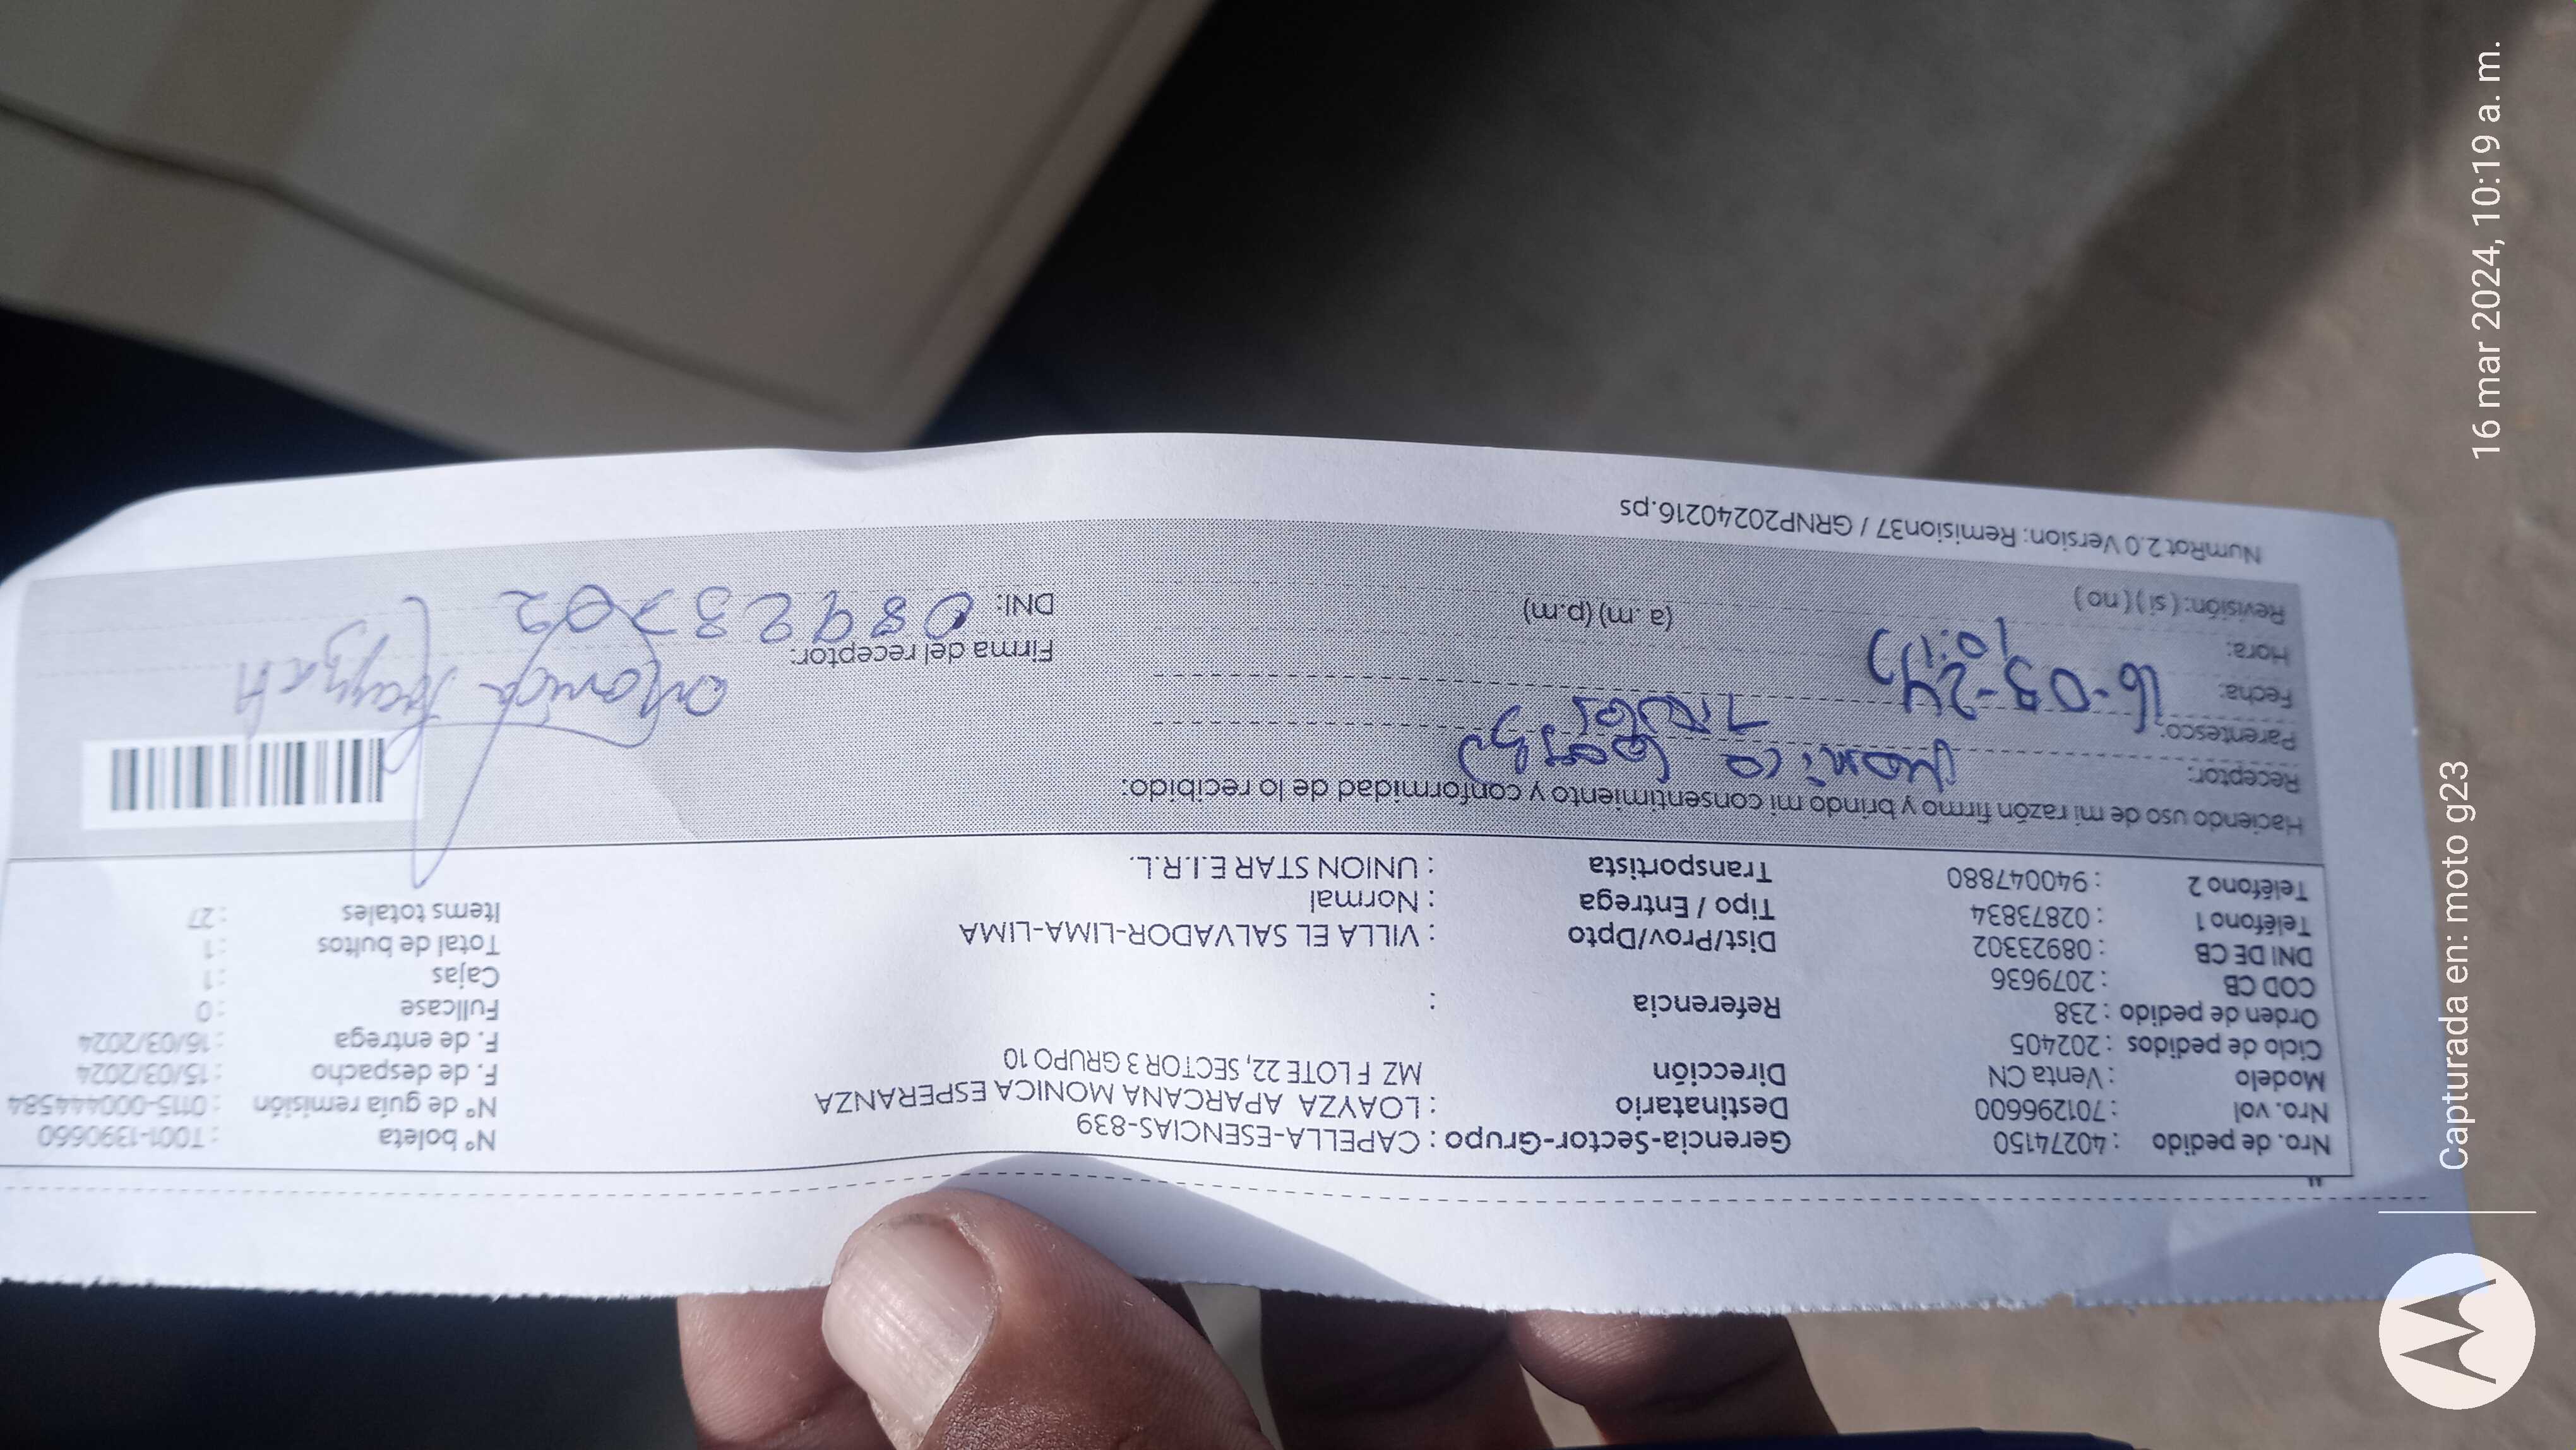 Nro. de pedido : 40274150
Nro. vol : 701296600
Modelo : Venta CN
Ciclo de pedidos : 202405
Orden de pedido : 238
COD CB : 2079636
DNI DE CB : 08923302
Teléfono 1 : 02873834
Teléfono 2 : 940047880
Gerencia-Sector-Grupo : CAPELLA-ESENCIAS-839
Destinatario : LOAYZA APARCANA MONICA ESPERANZA
Dirección MZ F LOTE 22, SECTOR 3 GRUPO 10
Referencia :
Dist/Prov/Dpto : VILLA EL SALVADOR-LIMA-LIMA
Tipo / Entrega : Normal
Transportista : UNION STAR E.I.R.L.
N° boleta : T001-1390660
N° de guía remisión : 0115-000444584
F. de despacho : 15/03/2024
F. de entrega : 16/03/2024
Fullcase : 0
Cajas : 1
Total de bultos : 1
Items totales : 27
Haciendo uso de mi razón firmo y brindo mi consentimiento y conformidad de lo recibido:
Receptor: Monica Loayza
Parentesco:
Fecha: 16-03-24
Hora: (a .m) (p.m)
Revisión: ( si ) ( no )
Firma del receptor:
DNI:
NumRot 2.0 Version: Remision37 / GRNP20240216.ps
Capturada en: moto g23
16 mar 2024, 10:19 a. m.